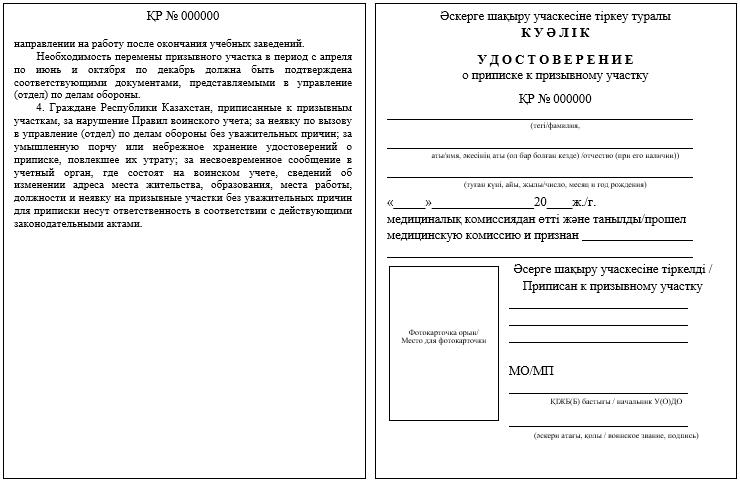 ҚР № 000000
направлении на работу после окончания учебных заведений.
Необходимость перемены призывного участка в период с апреля
по июнь и октября по декабрь должна быть подтверждена
соответствующими документами, представляемыми в управление
(отдел) по делам обороны.
4. Граждане Республики Казахстан, приписанные к призывным
участкам, за нарушение Правил воинского учета; за неявку по вызову
в управление (отдел) по делам обороны без уважительных причин; за
умышленную порчу или небрежное хранение удостоверений о
приписке, повлекшее их утрату; за несвоевременное сообщение в
учетный орган, где состоят на воинском учете, сведений об
изменении адреса места жительства, образования, места работы,
должности и неявку на призывные участки без уважительных причин
для приписки несут ответственность в соответствии с действующими
законодательными актами.
Әскерге шақыру учаскесіне тіркеу туралы
К У Ә Л І К
У Д О С Т О В Е Р Е Н И Е
о приписке к призывному участку
ҚР № 000000
(тегі/фамилия,
аты/имя, әкесінің аты (ол бар болған кезде) /отчество (при его наличии))
(туған күні, айы, жылы/число, месяц и год рождения)
«_____»________________20____ж./г.
медициналық комиссиядан өтті және танылды/прошел
медицинскую комиссию и признан __________________
Әсерге шақыру учаскесіне тіркелді /
Приписан к призывному участку
Фотокарточка орын/
Место для фотокарточки
МО/МП
ҚІЖБ(Б) бастығы / начальник У(О)ДО
(әскери атағы, қолы / воинское звание, подпись)